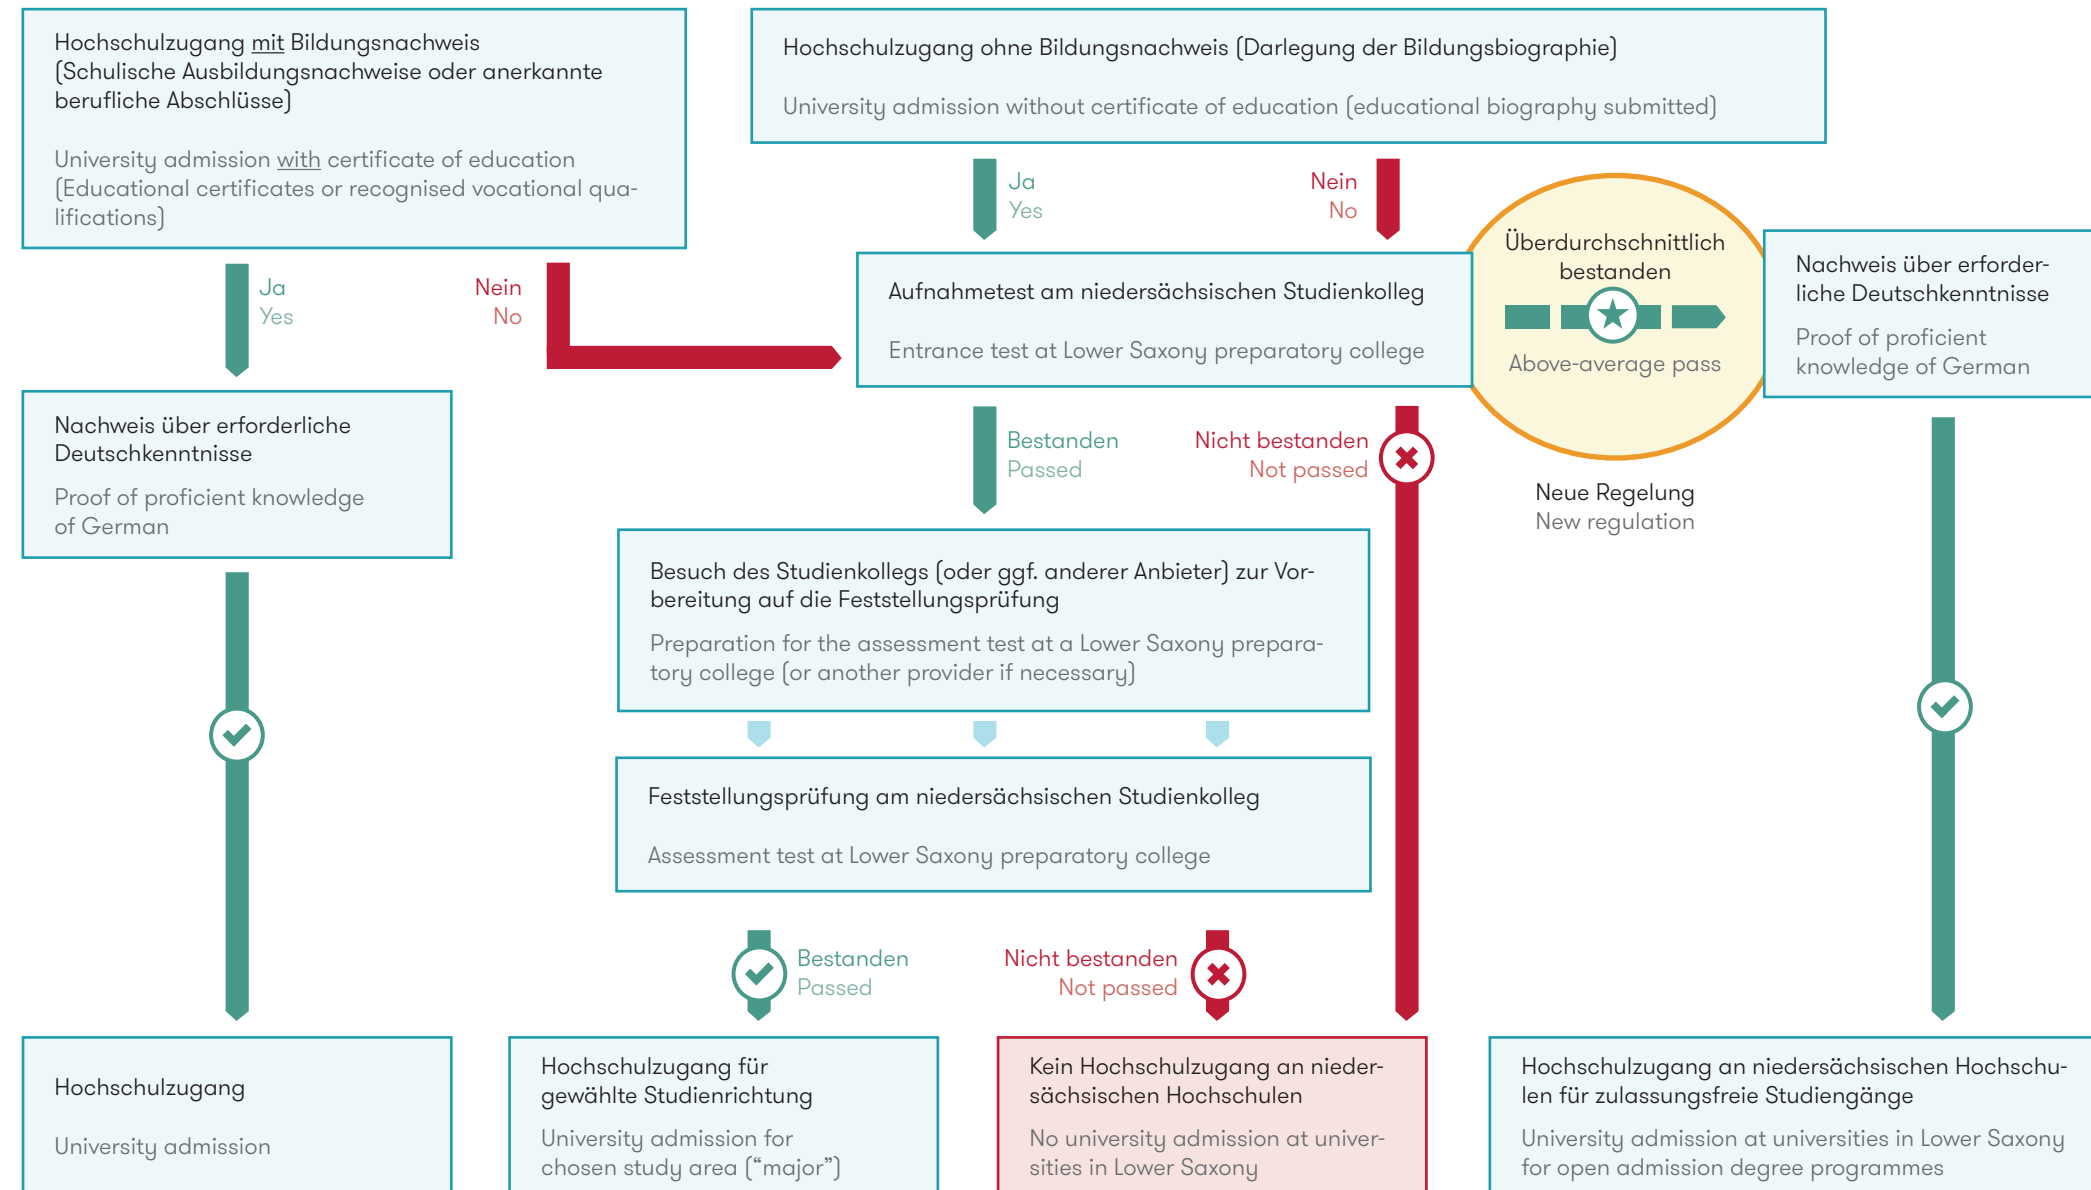 Hochschulzugang mit Bildungsnachweis
(Schulische Ausbildungsnachweise oder anerkannte
berufliche Abschlüsse)
University admission with certificate of education
(Educational certificates or recognised vocational qua-
lifications)
Hochschulzugang ohne Bildungsnachweis (Darlegung der Bildungsbiographie)
University admission without certificate of education (educational biography submitted)
Ja
Yes
Nein
No
Ja
Yes
Nein
No
Aufnahmetest am niedersächsischen Studienkolleg
Entrance test at Lower Saxony preparatory college
Überdurchschnittlich
bestanden
Above-average pass
Neue Regelung
New regulation
Nachweis über erforder-
liche Deutschkenntnisse
Proof of proficient
knowledge of German
Nachweis über erforderliche
Deutschkenntnisse
Proof of proficient knowledge
of German
Bestanden
Passed
Nicht bestanden
Not passed
Besuch des Studienkollegs (oder ggf. anderer Anbieter) zur Vor-
bereitung auf die Feststellungsprüfung
Preparation for the assessment test at a Lower Saxony prepara-
tory college (or another provider if necessary)
Feststellungsprüfung am niedersächsischen Studienkolleg
Assessment test at Lower Saxony preparatory college
Bestanden
Passed
Nicht bestanden
Not passed
Hochschulzugang
University admission
Hochschulzugang für
gewählte Studienrichtung
University admission for
chosen study area (“major”)
Kein Hochschulzugang an nieder-
sächsischen Hochschulen
No university admission at univer-
sities in Lower Saxony
Hochschulzugang an niedersächsischen Hochschu-
len für zulassungsfreie Studiengänge
University admission at universities in Lower Saxony
for open admission degree programmes